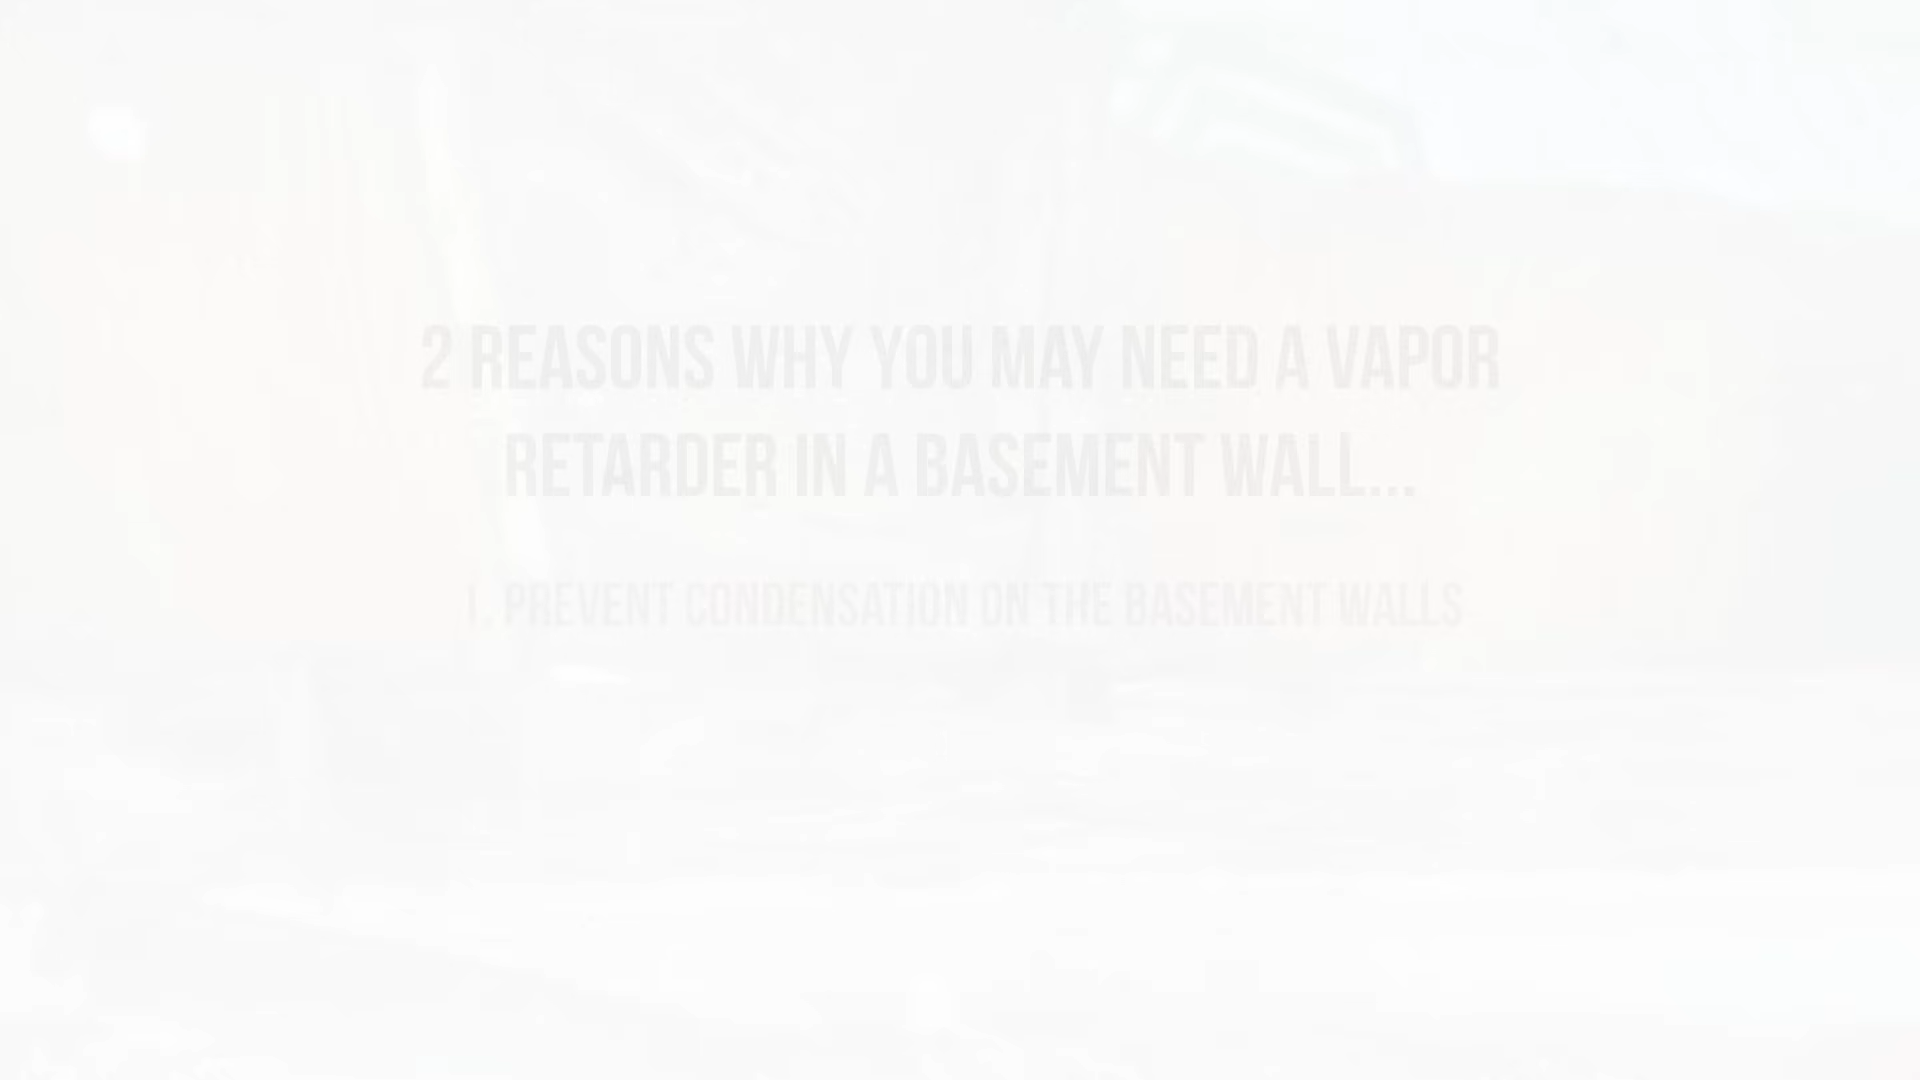 2 REASONS WHY YOU MAY NEED A VAPOR
RETARDER IN A BASEMENT WALL...
1. PREVENT CONDENSATION ON THE BASEMENT WALLS